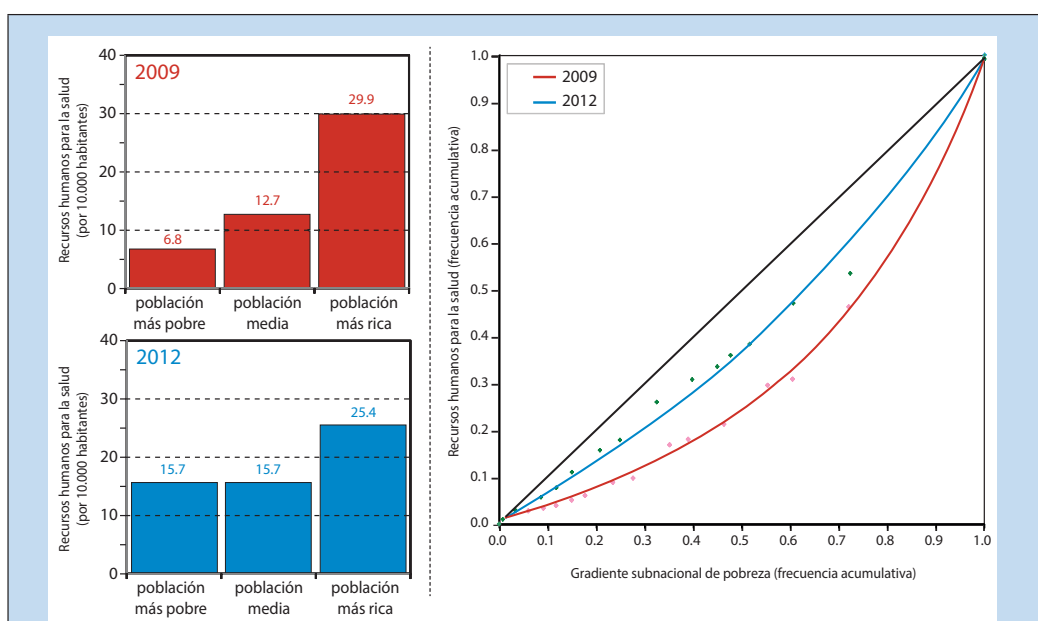 Recursos humanos para la salud
(por 10.000 habitantes)
40
30
20
10
0
2009
6.8
12.7
29.9
población
más pobre
población
media
población
más rica
Recursos humanos para la salud
(por 10.000 habitantes)
40
30
20
10
0
2012
15.7
15.7
25.4
población
más pobre
población
media
población
más rica
Recursos humanos para la salud (frecuencia acumulativa)
1.0
0.9
0.8
0.7
0.6
0.5
0.4
0.3
0.2
0.1
0.0
2009
2012
0.0 0.1 0.2 0.3 0.4 0.5 0.6 0.7 0.8 0.9 1.0
Gradiente subnacional de pobreza (frecuencia acumulativa)